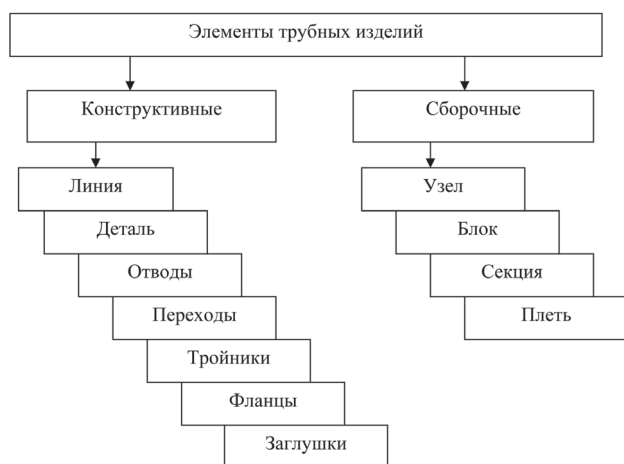 Элементы трубных изделий
Конструктивные
Сборочные
Линия
Деталь
Отводы
Переходы
Тройники
Фланцы
Заглушки
Узел
Блок
Секция
Плеть